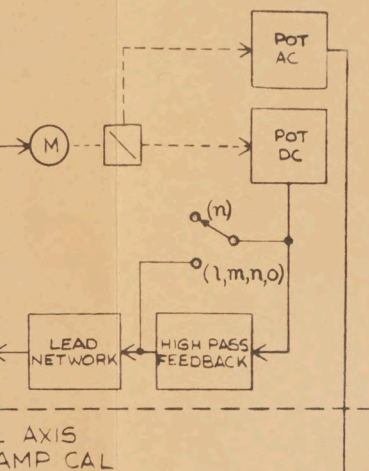 POT
AC
M
POT
DC
(n)
(l,m,n,o)
LEAD
NETWORK
HIGH PASS
FEEDBACK
L AXIS
AMP CAL